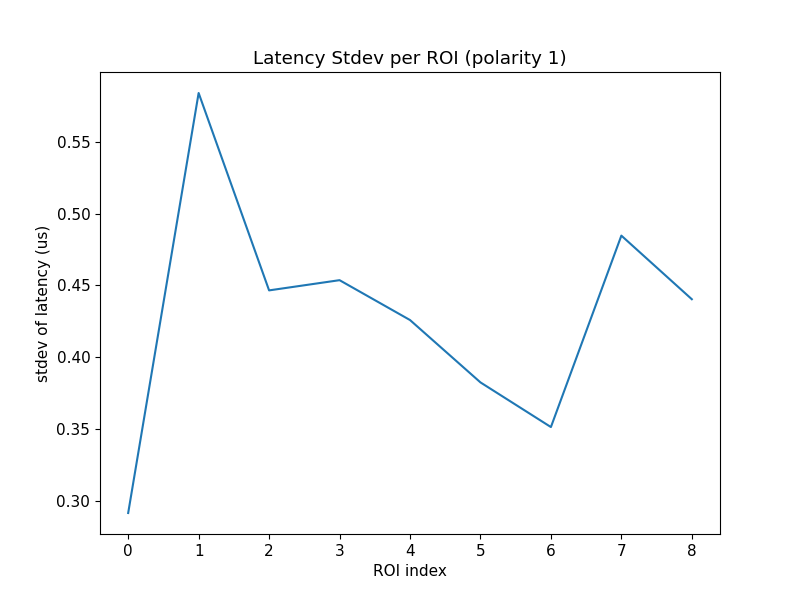 Latency Stdev per ROI (polarity 1)
stdev of latency (us)
0.55
0.50
0.45
0.40
0.35
0.30
0 1 2 3 4 5 6 7 8
ROI index